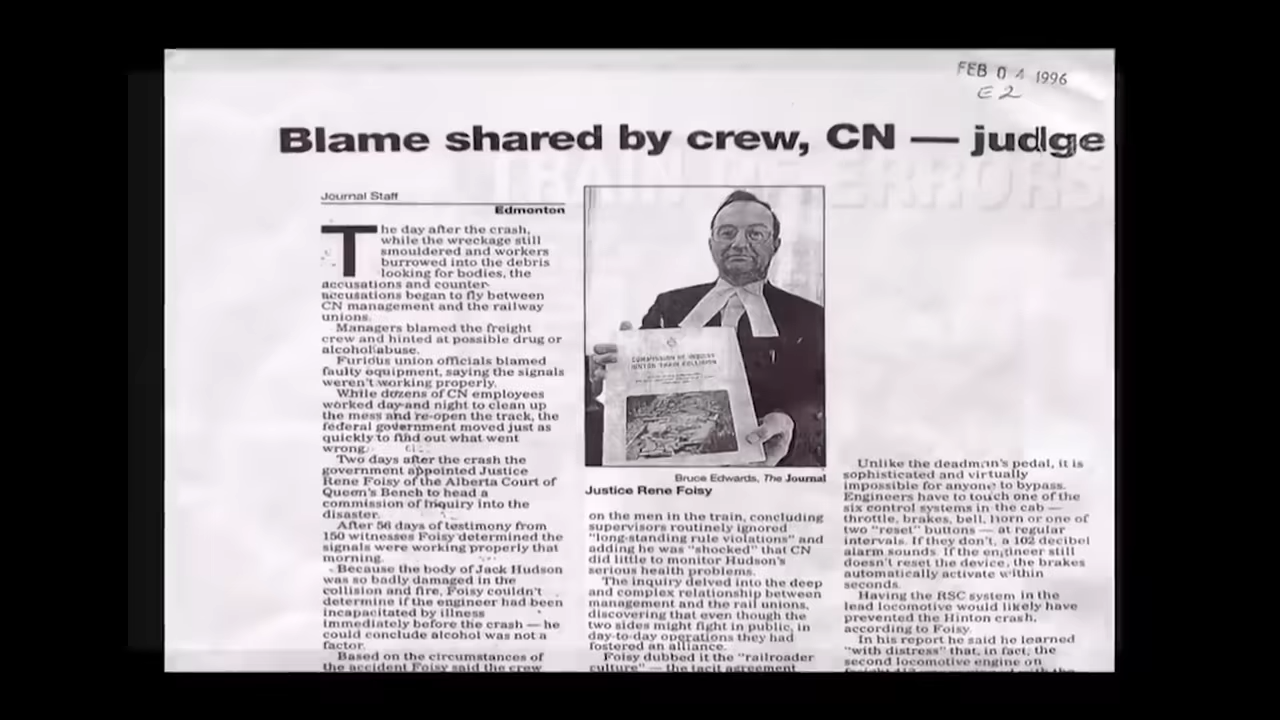 FEB 04 1996
E2
Blame shared by crew, CN — judge
TRAIN OF ERRORS
Journal Staff
Edmonton
The day after the crash,
while the wreckage still
smouldered and workers
burrowed into the debris
looking for bodies, the
accusations and counter-
accusations began to fly between
CN management and the railway
unions.
Managers blamed the freight
crew and hinted at possible drug or
alcohol abuse.
Furious union officials blamed
faulty equipment, saying the signals
weren't working properly.
While dozens of CN employees
worked day and night to clean up
the mess and re-open the track, the
federal government moved just as
quickly to find out what went
wrong.
Two days after the crash the
government appointed Justice
Rene Foisy of the Alberta Court of
Queen's Bench to head a
commission of inquiry into the
disaster.
After 56 days of testimony from
150 witnesses Foisy determined the
signals were working properly that
morning.
Because the body of Jack Hudson
was so badly damaged in the
collision and fire, Foisy couldn't
determine if the engineer had been
incapacitated by illness
immediately before the crash — he
could conclude alcohol was not a
factor.
Based on the circumstances of
the accident Foisy said the crew
COMMISSION OF INQUIRY
HINTON TRAIN COLLISION
Bruce Edwards, The Journal
Justice Rene Foisy
on the men in the train, concluding
supervisors routinely ignored
"long-standing rule violations" and
adding he was "shocked" that CN
did little to monitor Hudson's
serious health problems.
The inquiry delved into the deep
and complex relationship between
management and the rail unions,
discovering that even though the
two sides might fight in public, in
day-to-day operations they had
fostered an alliance.
Foisy dubbed it the "railroader
culture" — the tacit agreement
Unlike the deadman's pedal, it is
sophisticated and virtually
impossible for anyone to bypass.
Engineers have to touch one of the
six control systems in the cab —
throttle, brakes, bell, horn or one of
two "reset" buttons — at regular
intervals. If they don't, a 102 decibel
alarm sounds. If the engineer still
doesn't reset the device, the brakes
automatically activate within
seconds.
Having the RSC system in the
lead locomotive would likely have
prevented the Hinton crash,
according to Foisy.
In his report he said he learned
"with distress" that, in fact, the
second locomotive engine on